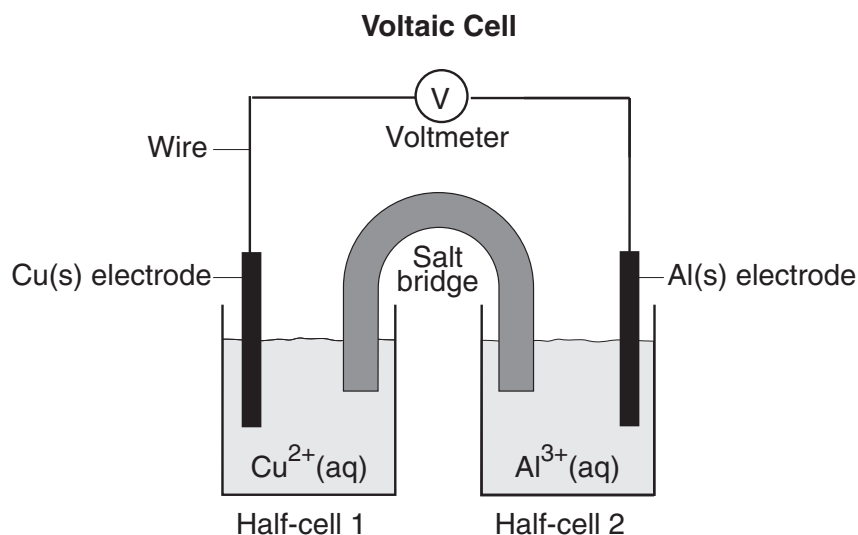 Voltaic Cell
V
Voltmeter
Wire
Salt
bridge
Cu(s) electrode
Al(s) electrode
Cu²⁺(aq)
Al³⁺(aq)
Half-cell 1
Half-cell 2